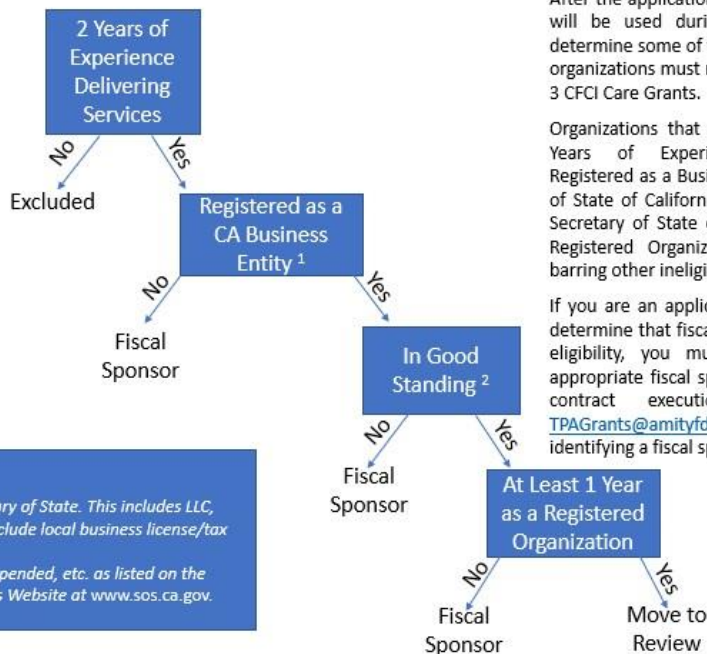 After the application
will be used duri
determine some of
organizations must
3 CFCI Care Grants.
Organizations that
Years of Experi
Registered as a Busi
of State of Californ
Secretary of State
Registered Organiz
barring other ineligi
If you are an applic
determine that fisca
eligibility, you mu
appropriate fiscal sp
contract executi
TPAGrants@amityfd
identifying a fiscal sp
2 Years of
Experience
Delivering
Services
No
Yes
Excluded
Registered as a
CA Business
Entity 1
No
Yes
Fiscal
Sponsor
In Good
Standing 2
No
Yes
Fiscal
Sponsor
At Least 1 Year
as a Registered
Organization
No
Yes
Fiscal
Sponsor
Move to
Review
ry of State. This includes LLC,
clude local business license/tax
pended, etc. as listed on the
s Website at www.sos.ca.gov.